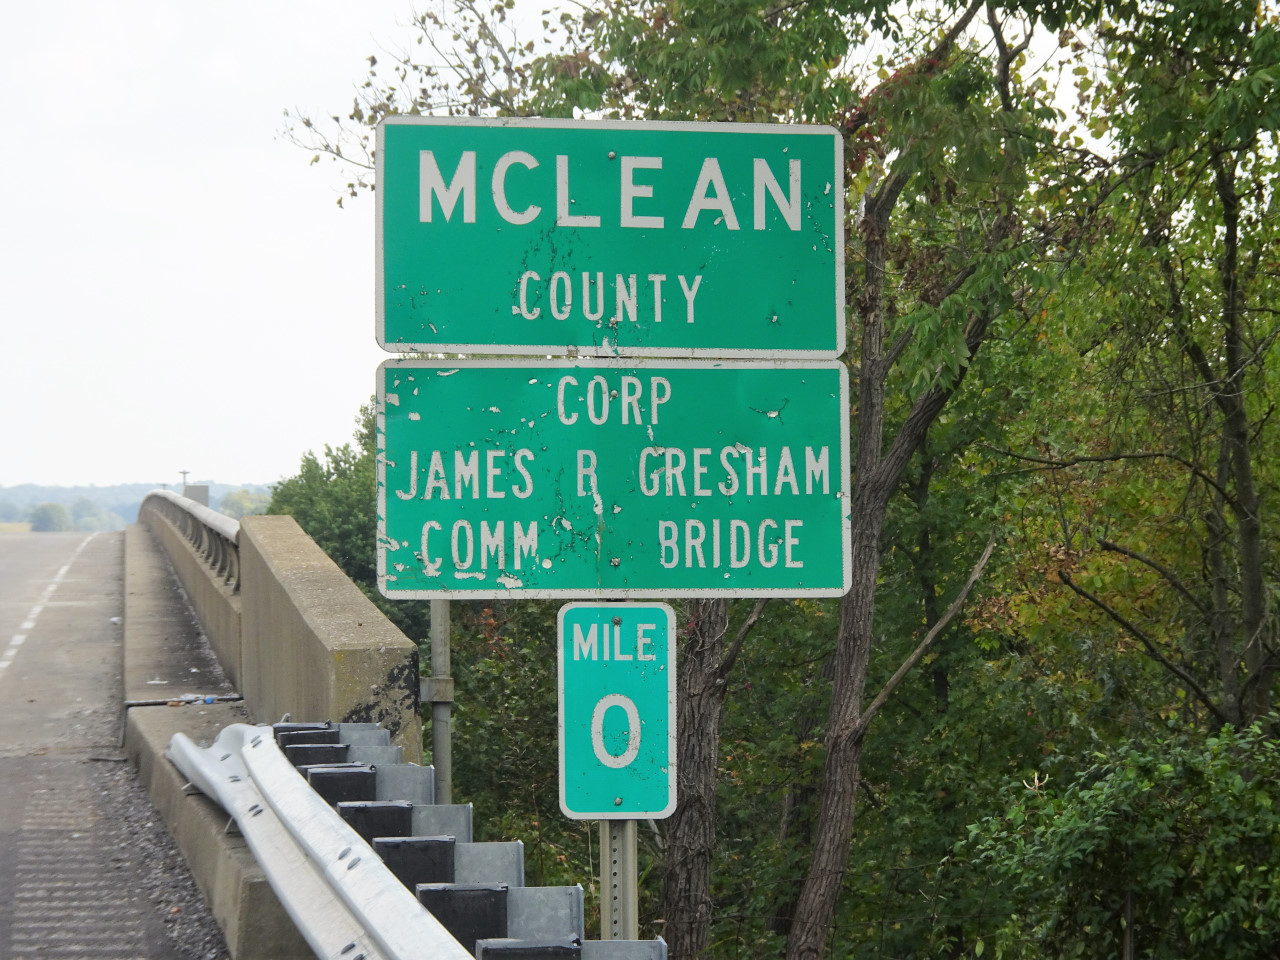 MCLEAN
COUNTY
CORP
JAMES B GRESHAM
COMM. BRIDGE
MILE
0